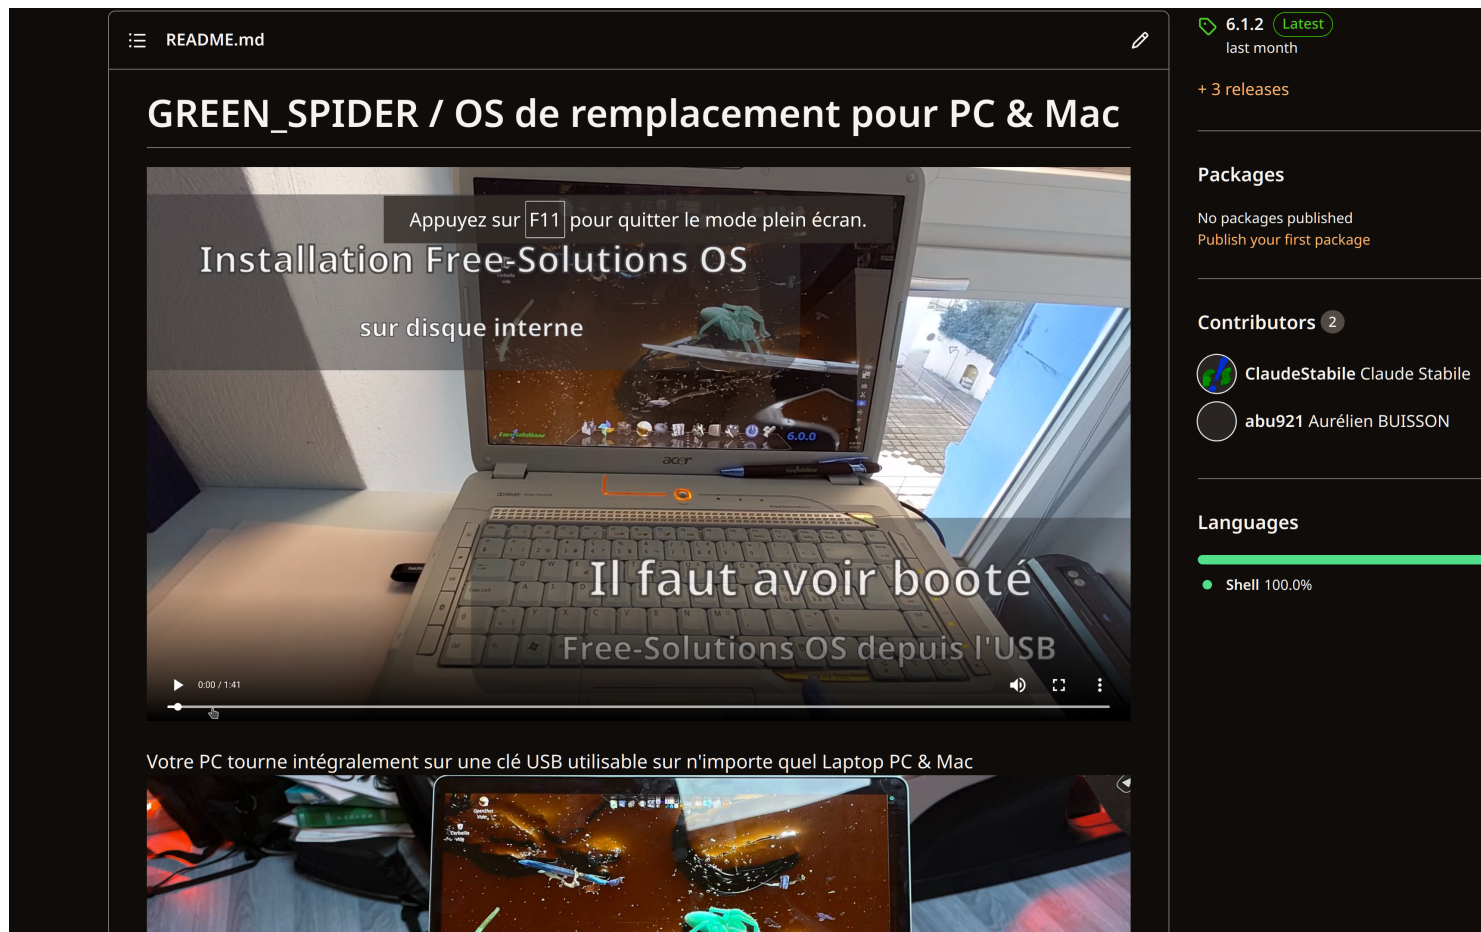 README.md
GREEN_SPIDER / OS de remplacement pour PC & Mac
Appuyez sur F11 pour quitter le mode plein écran.
Installation Free-Solutions OS
sur disque interne
6.0.0
acer
Il faut avoir booté
Free-Solutions OS depuis l'USB
0:00 / 1:41
Votre PC tourne intégralement sur une clé USB utilisable sur n'importe quel Laptop PC & Mac
OpenShot
Corbeille
vide
6.1.2 Latest
last month
+ 3 releases
Packages
No packages published
Publish your first package
Contributors 2
ClaudeStabile Claude Stabile
abu921 Aurélien BUISSON
Languages
Shell 100.0%